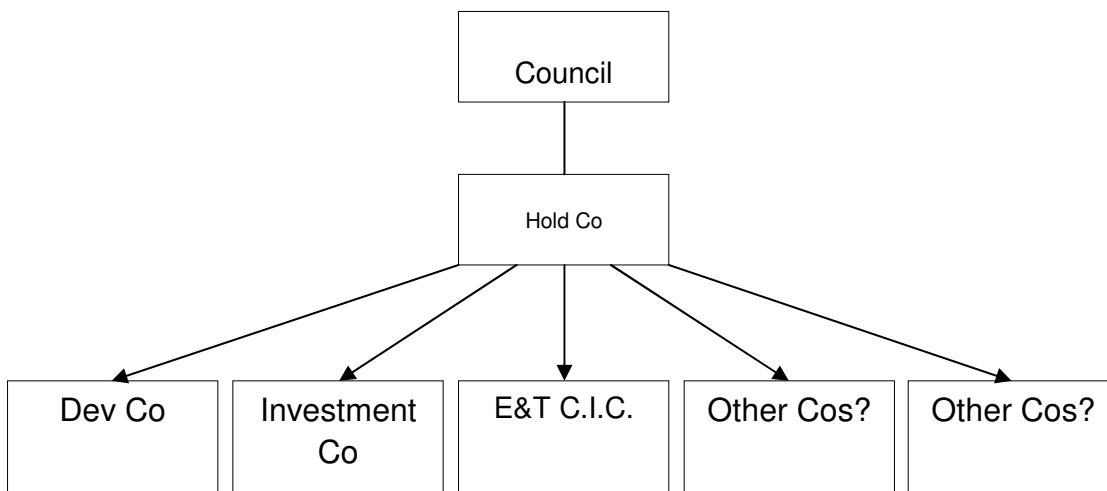 Council
Hold Co
Dev Co
Investment
Co
E&T C.I.C.
Other Cos?
Other Cos?